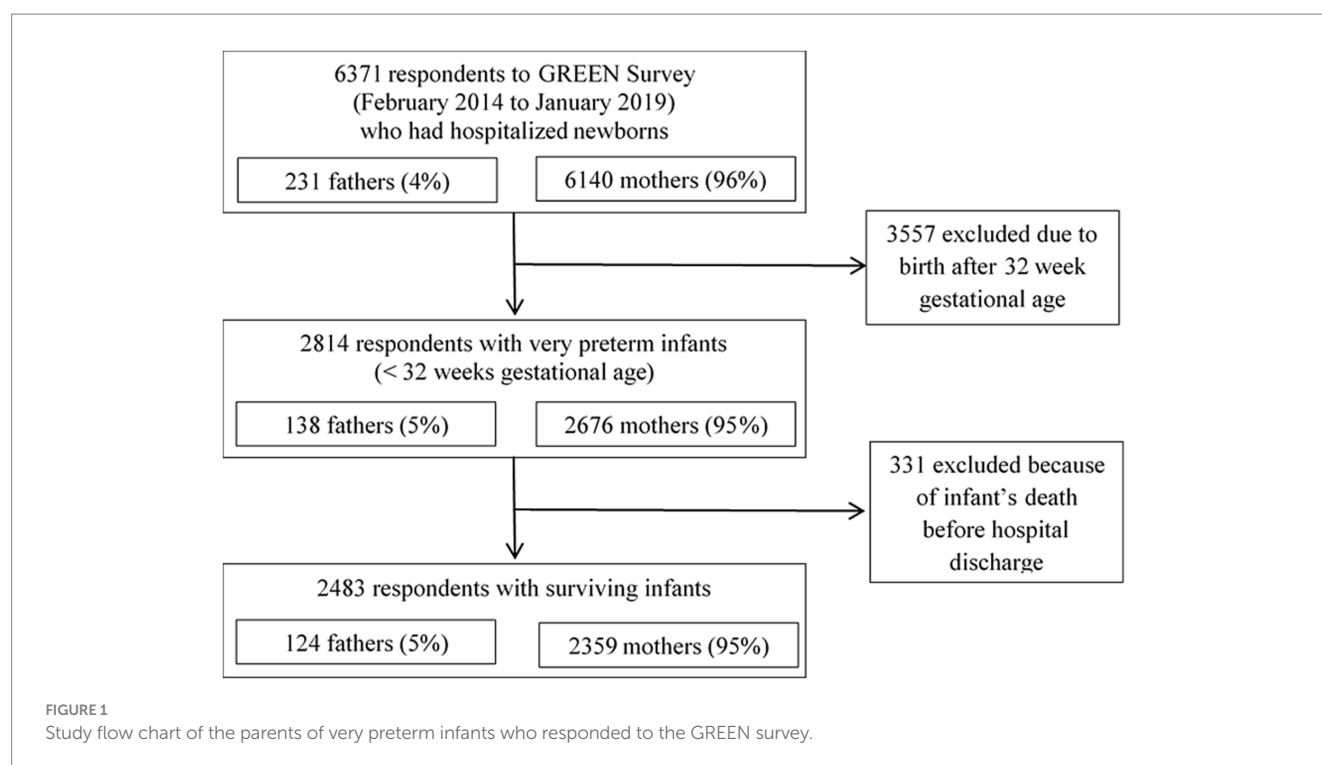 6371 respondents to GREEN Survey
(February 2014 to January 2019)
who had hospitalized newborns
231 fathers (4%)
6140 mothers (96%)
3557 excluded due to
birth after 32 week
gestational age
2814 respondents with very preterm infants
(< 32 weeks gestational age)
138 fathers (5%)
2676 mothers (95%)
331 excluded because
of infant's death
before hospital
discharge
2483 respondents with surviving infants
124 fathers (5%)
2359 mothers (95%)
FIGURE 1
Study flow chart of the parents of very preterm infants who responded to the GREEN survey.